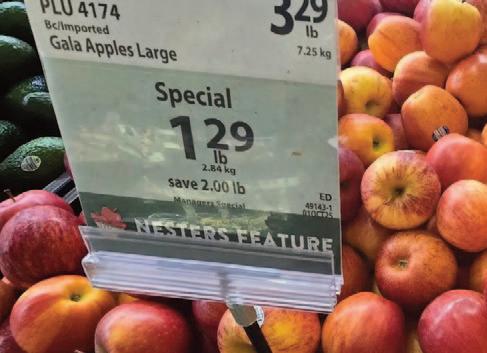 PLU 4174
Bc/Imported
Gala Apples Large
3.29
lb
7.25 kg
Special
1.29
lb
2.84 kg
save 2.00 lb
Managers Special
ED
49143-1
01OCT25
NESTERS FEATURE